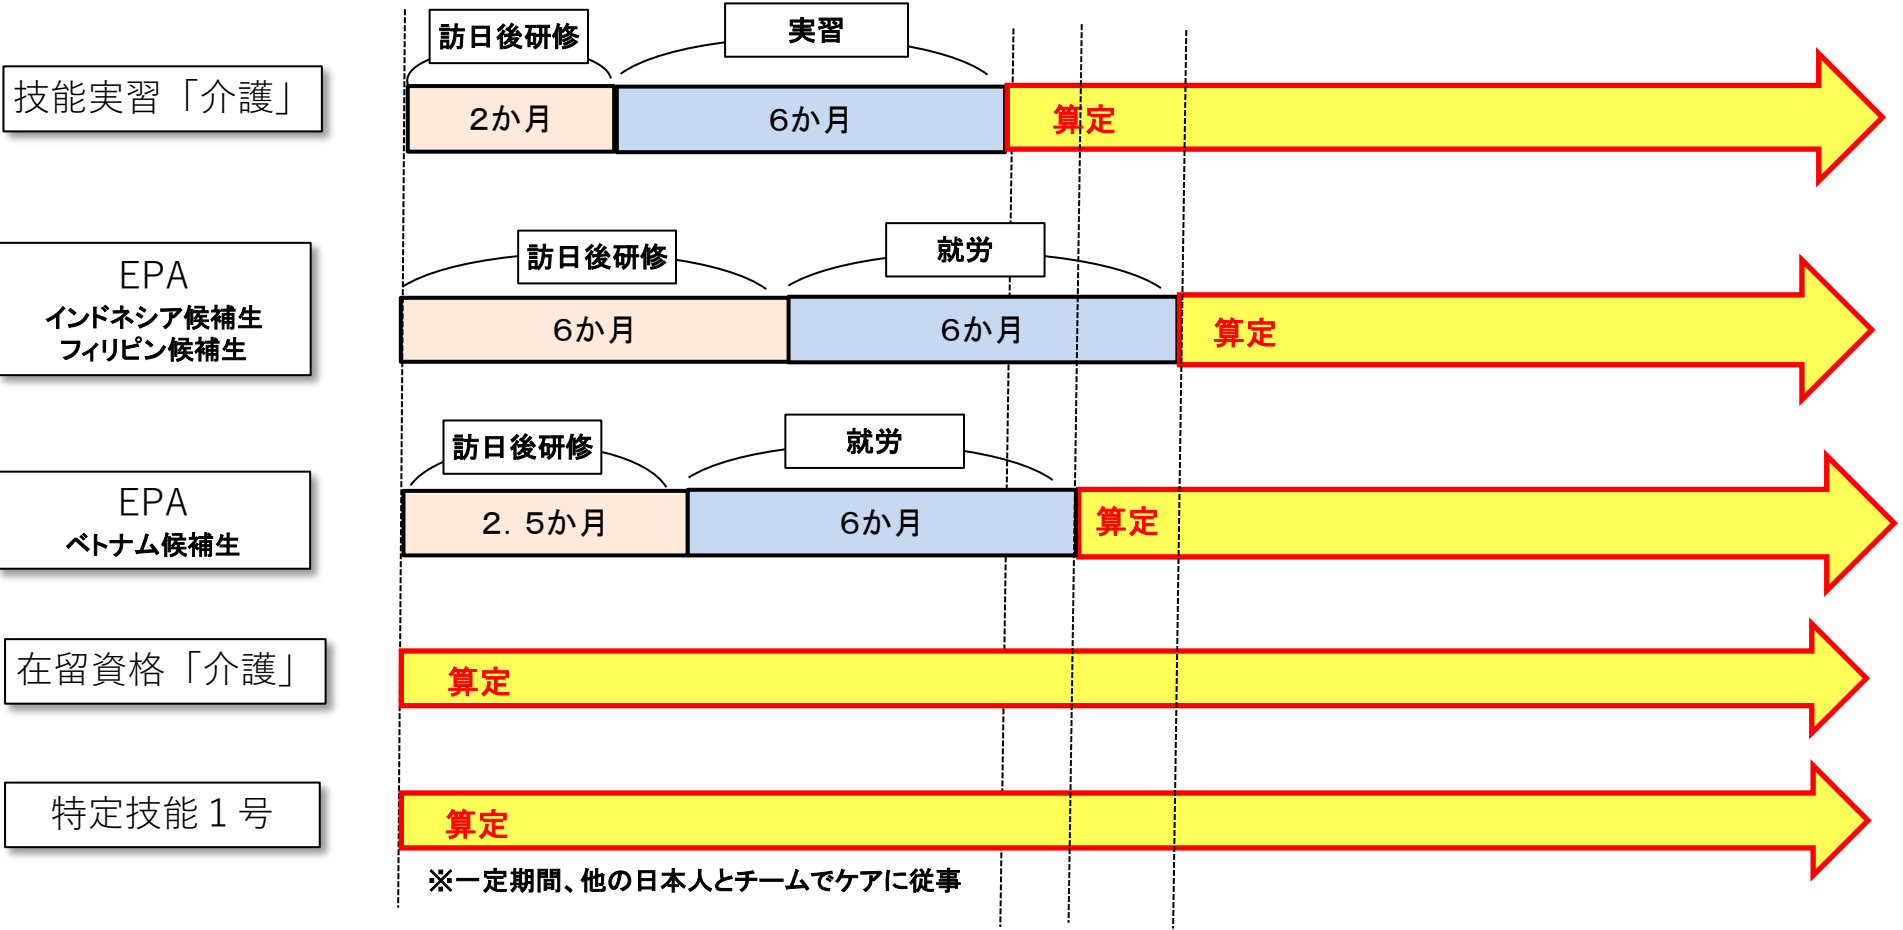 訪日後研修
実習
技能実習「介護」
2か月
6か月
算定
訪日後研修
就労
EPA
インドネシア候補生
フィリピン候補生
6か月
6か月
算定
訪日後研修
就労
EPA
ベトナム候補生
2．5か月
6か月
算定
在留資格「介護」
算定
特定技能１号
算定
※一定期間、他の日本人とチームでケアに従事